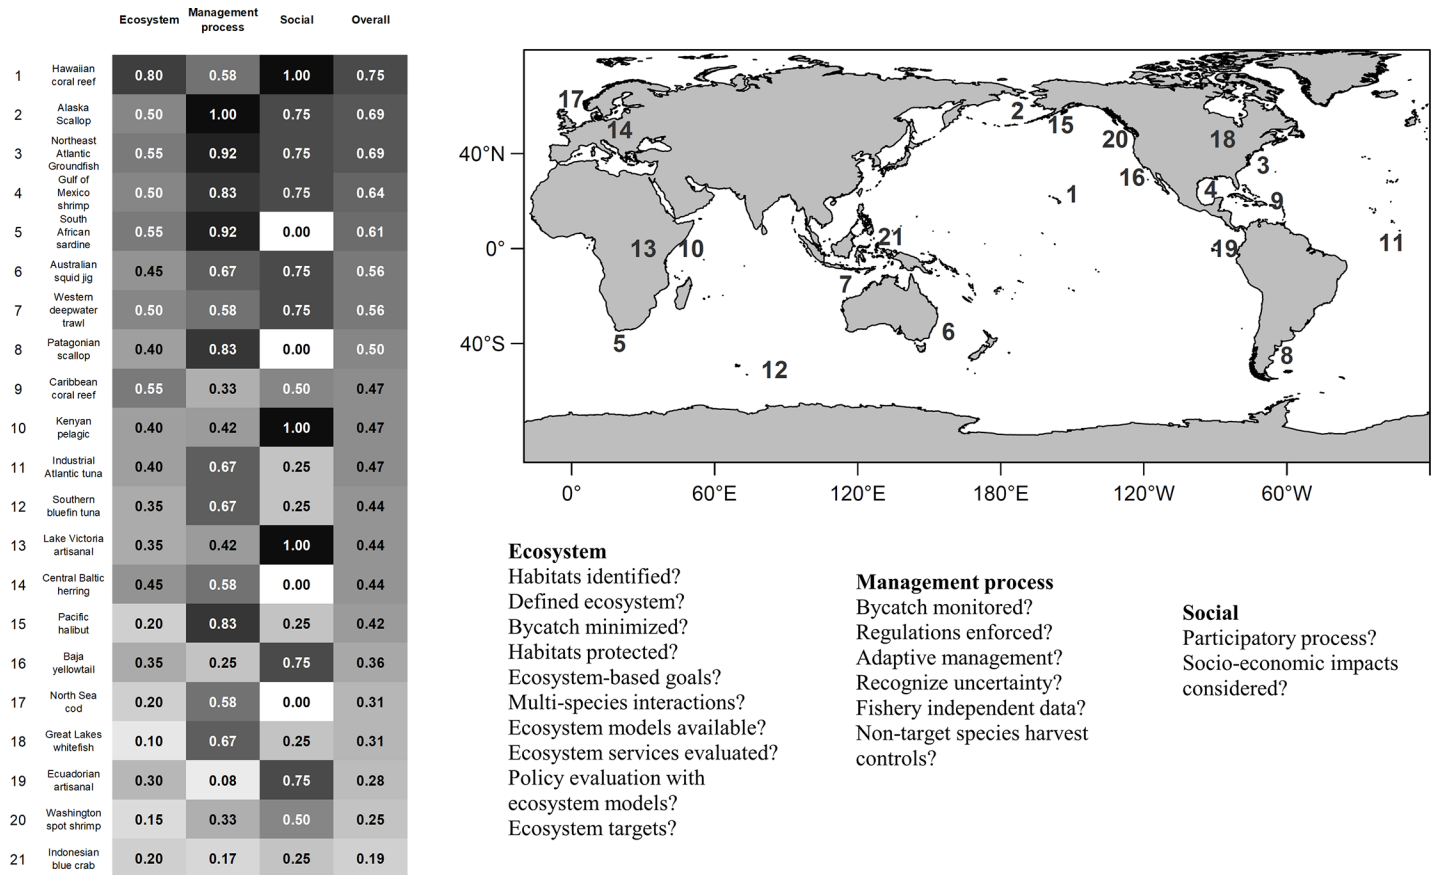 Ecosystem Management process Social Overall
1 Hawaiian coral reef 0.80 0.58 1.00 0.75
2 Alaska Scallop 0.50 1.00 0.75 0.69
3 Northeast Atlantic Groundfish 0.55 0.92 0.75 0.69
4 Gulf of Mexico shrimp 0.50 0.83 0.75 0.64
5 South African sardine 0.55 0.92 0.00 0.61
6 Australian squid jig 0.45 0.67 0.75 0.56
7 Western deepwater trawl 0.50 0.58 0.75 0.56
8 Patagonian scallop 0.40 0.83 0.00 0.50
9 Caribbean coral reef 0.55 0.33 0.50 0.47
10 Kenyan pelagic 0.40 0.42 1.00 0.47
11 Industrial Atlantic tuna 0.40 0.67 0.25 0.47
12 Southern bluefin tuna 0.35 0.67 0.25 0.44
13 Lake Victoria artisanal 0.35 0.42 1.00 0.44
14 Central Baltic herring 0.45 0.58 0.00 0.44
15 Pacific halibut 0.20 0.83 0.25 0.42
16 Baja yellowtail 0.35 0.25 0.75 0.36
17 North Sea cod 0.20 0.58 0.00 0.31
18 Great Lakes whitefish 0.10 0.67 0.25 0.31
19 Ecuadorian artisanal 0.30 0.08 0.75 0.28
20 Washington spot shrimp 0.15 0.33 0.50 0.25
21 Indonesian blue crab 0.20 0.17 0.25 0.19
17 2 15
14 20 18
40°N 3
16 1 4 9
0° 13 10 21 19 11
7
40°S 5 6 8
12
0° 60°E 120°E 180°E 120°W 60°W
Ecosystem
Habitats identified?
Defined ecosystem?
Bycatch minimized?
Habitats protected?
Ecosystem-based goals?
Multi-species interactions?
Ecosystem models available?
Ecosystem services evaluated?
Policy evaluation with
ecosystem models?
Ecosystem targets?
Management process
Bycatch monitored?
Regulations enforced?
Adaptive management?
Recognize uncertainty?
Fishery independent data?
Non-target species harvest
controls?
Social
Participatory process?
Socio-economic impacts
considered?